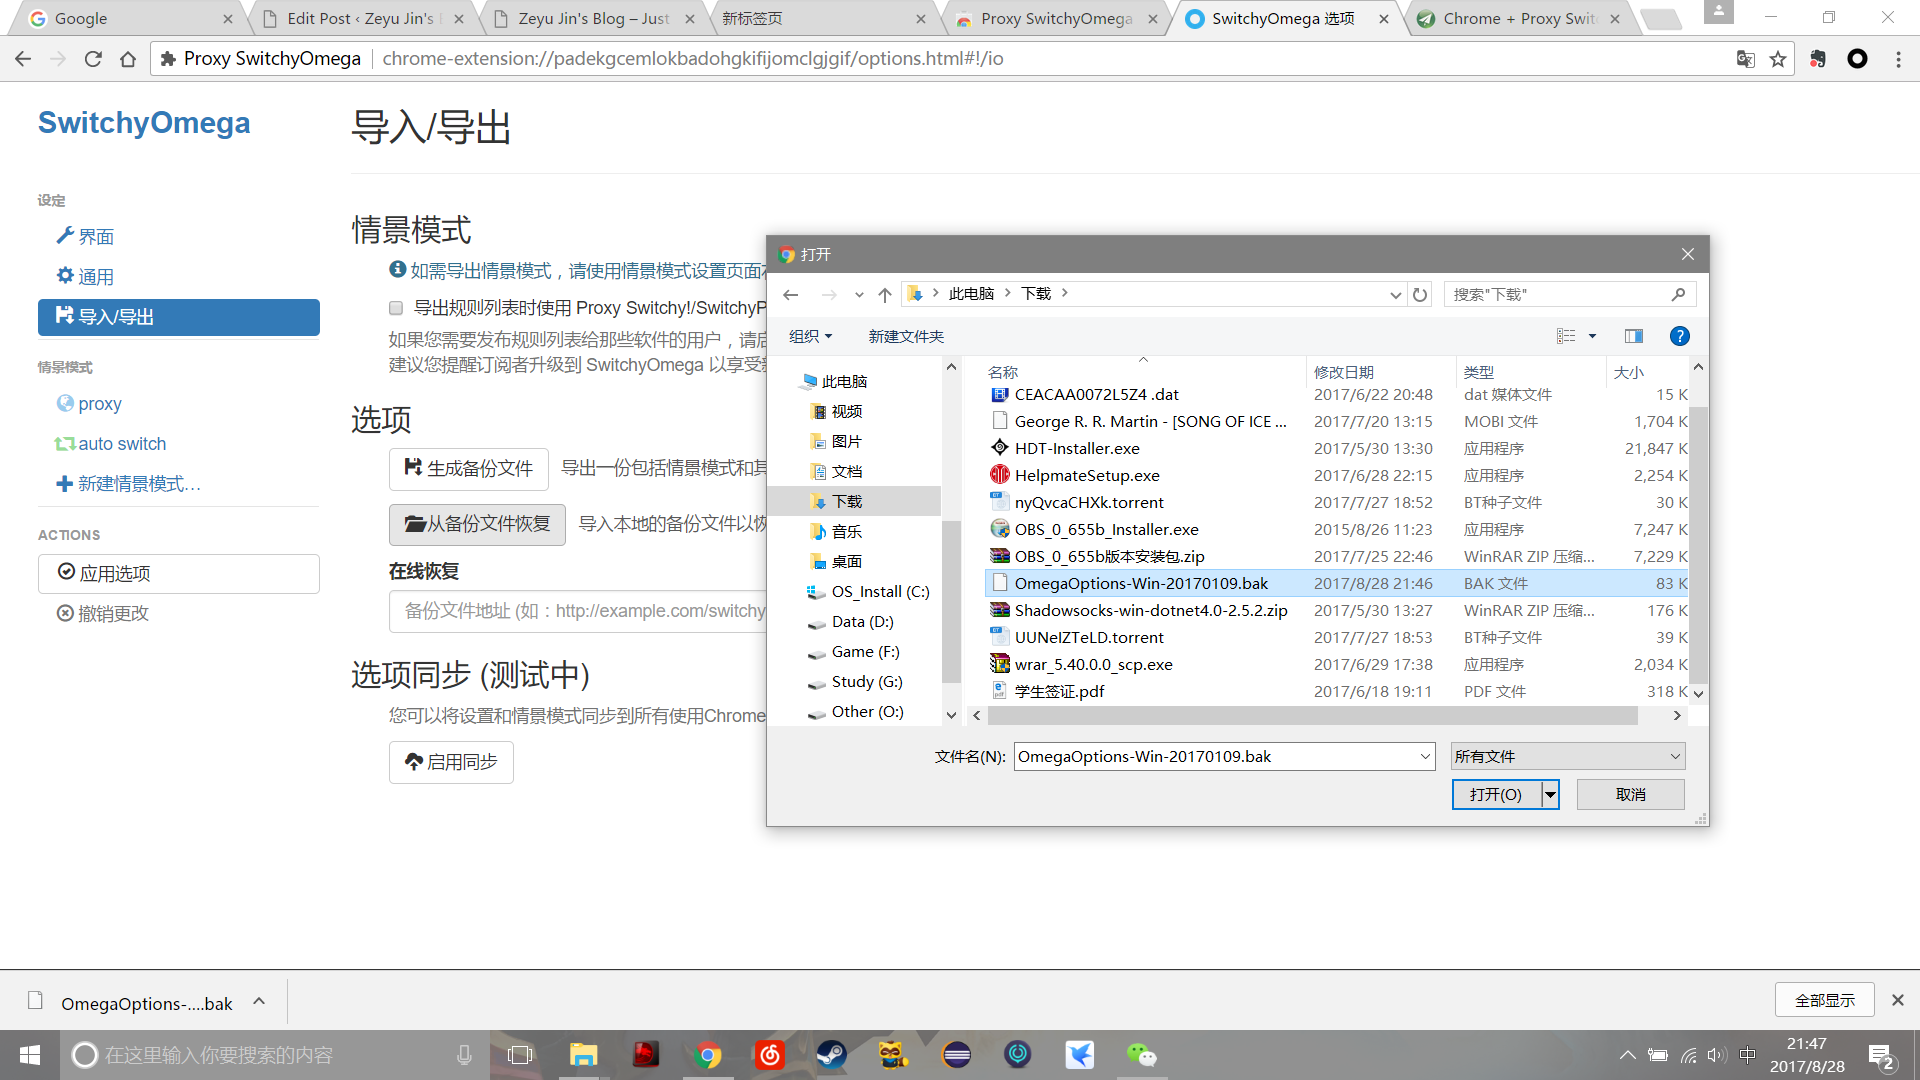 Google
Edit Post ‹ Zeyu Jin's
Zeyu Jin's Blog – Just
新标签页
Proxy SwitchyOmega
SwitchyOmega 选项
Chrome + Proxy Swit
Proxy SwitchyOmega
chrome-extension://padekgcemlokbadohgkifijomclgjgif/options.html#!/io
SwitchyOmega
设定
界面
通用
导入/导出
情景模式
proxy
auto switch
新建情景模式…
ACTIONS
应用选项
撤销更改
导入/导出
情景模式
如需导出情景模式，请使用情景模式设置页面
导出规则列表时使用 Proxy Switchy!/SwitchyP
如果您需要发布规则列表给那些软件的用户，请
建议您提醒订阅者升级到 SwitchyOmega 以享受
选项
生成备份文件
导出一份包括情景模式和其
从备份文件恢复
导入本地的备份文件以恢
在线恢复
备份文件地址 (如：http://example.com/switchy
选项同步 (测试中)
您可以将设置和情景模式同步到所有使用Chrome
启用同步
打开
此电脑
下载
搜索"下载"
组织
新建文件夹
此电脑
视频
图片
文档
下载
音乐
桌面
OS_Install (C:)
Data (D:)
Game (F:)
Study (G:)
Other (O:)
名称 修改日期 类型 大小
CEACAA0072L5Z4 .dat 2017/6/22 20:48 dat 媒体文件 15 K
George R. R. Martin - [SONG OF ICE ... 2017/7/20 13:15 MOBI 文件 1,704 K
HDT-Installer.exe 2017/5/30 13:30 应用程序 21,847 K
HelpmateSetup.exe 2017/6/28 22:15 应用程序 2,254 K
nyQvcaCHXk.torrent 2017/7/27 18:52 BT种子文件 30 K
OBS_0_655b_Installer.exe 2015/8/26 11:23 应用程序 7,247 K
OBS_0_655b版本安装包.zip 2017/7/25 22:46 WinRAR ZIP 压缩... 7,229 K
OmegaOptions-Win-20170109.bak 2017/8/28 21:46 BAK 文件 83 K
Shadowsocks-win-dotnet4.0-2.5.2.zip 2017/5/30 13:27 WinRAR ZIP 压缩... 176 K
UUNeIZTeLD.torrent 2017/7/27 18:53 BT种子文件 39 K
wrar_5.40.0.0_scp.exe 2017/6/29 17:38 应用程序 2,034 K
学生签证.pdf 2017/6/18 19:11 PDF 文件 318 K
文件名(N):
OmegaOptions-Win-20170109.bak
所有文件
打开(O)
取消
OmegaOptions-....bak
全部显示
在这里输入你要搜索的内容
中
21:47
2017/8/28
2